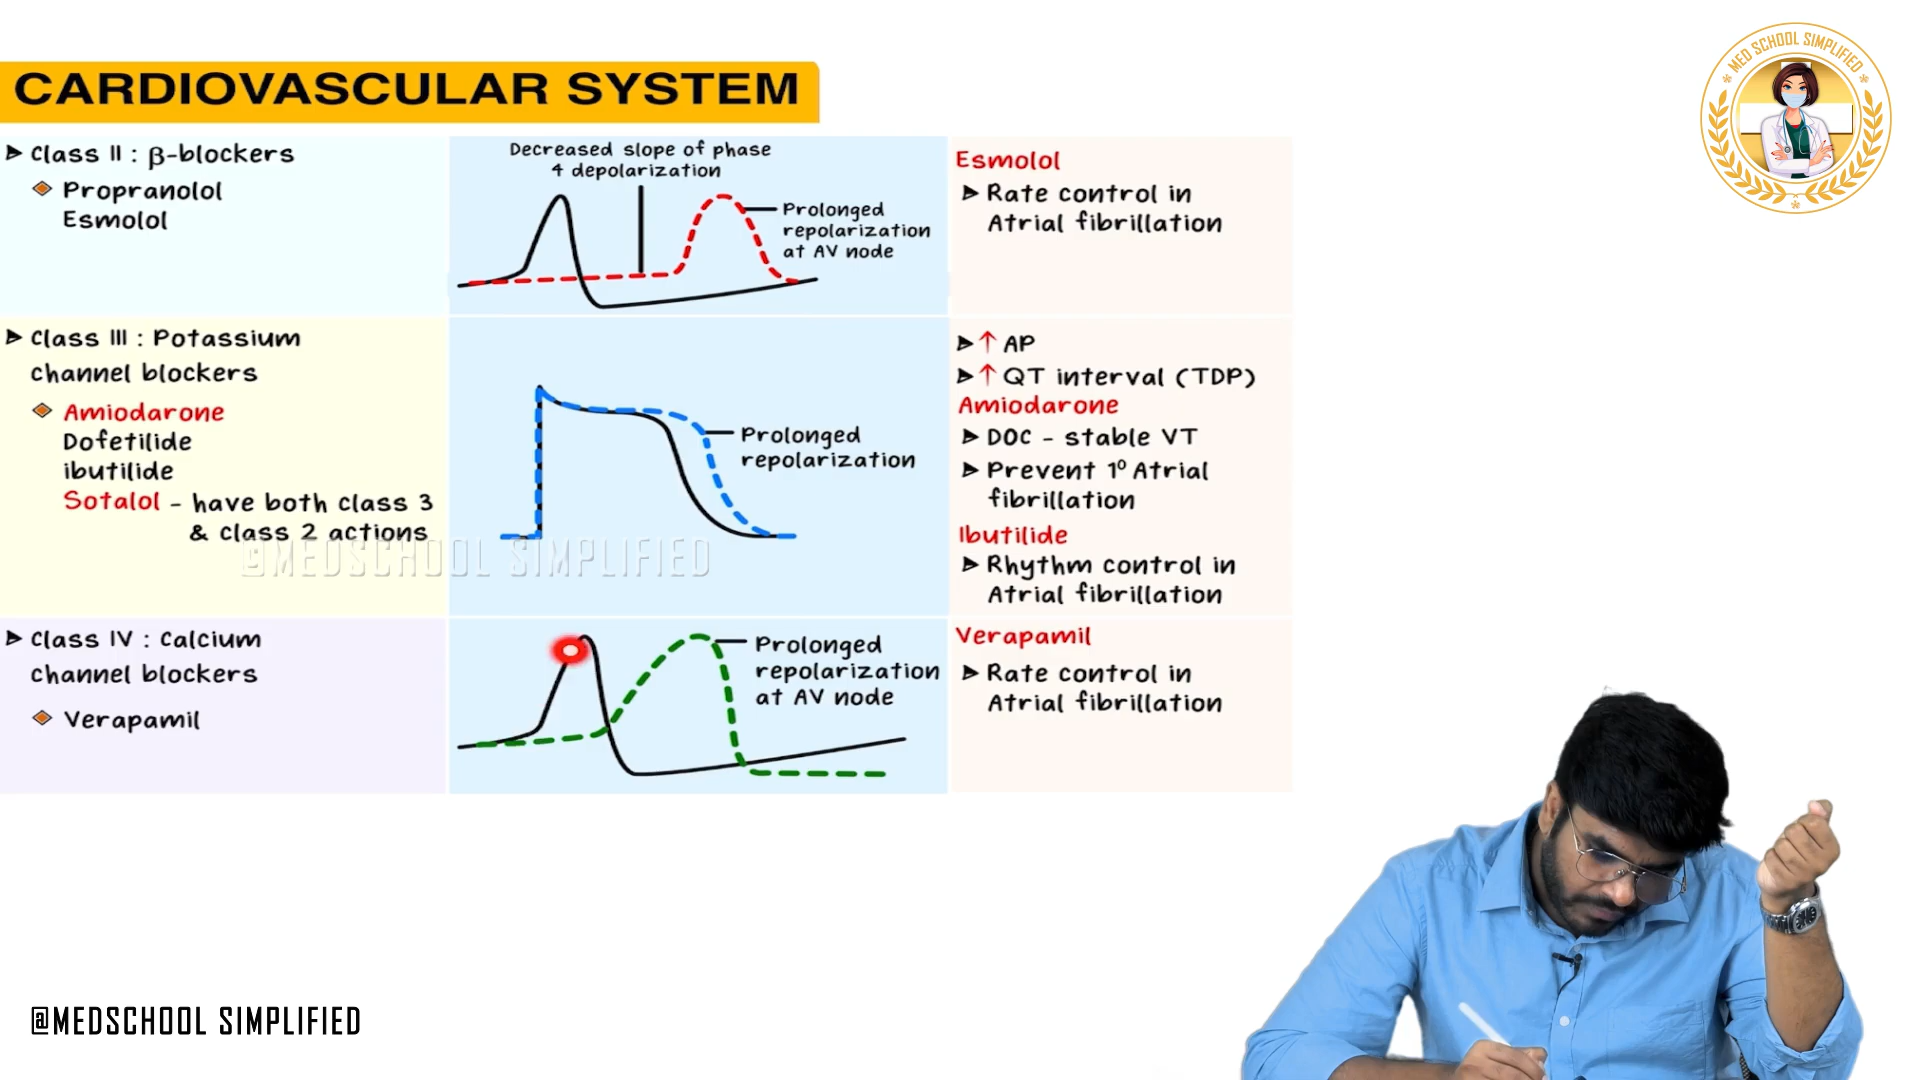 MED SCHOOL SIMPLIFIED
CARDIOVASCULAR SYSTEM
Class II : β-blockers
Propranolol
Esmolol
Decreased slope of phase
4 depolarization
Prolonged
repolarization
at AV node
Esmolol
Rate control in
Atrial fibrillation
Class III : Potassium
channel blockers
Amiodarone
Dofetilide
ibutilide
Sotalol - have both class 3
& class 2 actions
Prolonged
repolarization
↑ AP
↑ QT interval (TDP)
Amiodarone
DOC - stable VT
Prevent 1⁰ Atrial
fibrillation
Ibutilide
Rhythm control in
Atrial fibrillation
@MEDSCHOOL SIMPLIFIED
Class IV : Calcium
channel blockers
Verapamil
Prolonged
repolarization
at AV node
Verapamil
Rate control in
Atrial fibrillation
@MEDSCHOOL SIMPLIFIED